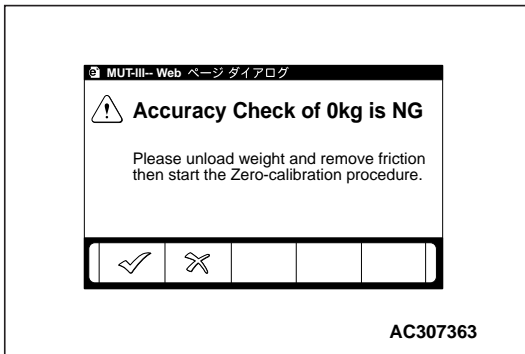 MUT-III-- Web ページ ダイアログ
Accuracy Check of 0kg is NG
Please unload weight and remove friction
then start the Zero-calibration procedure.
AC307363